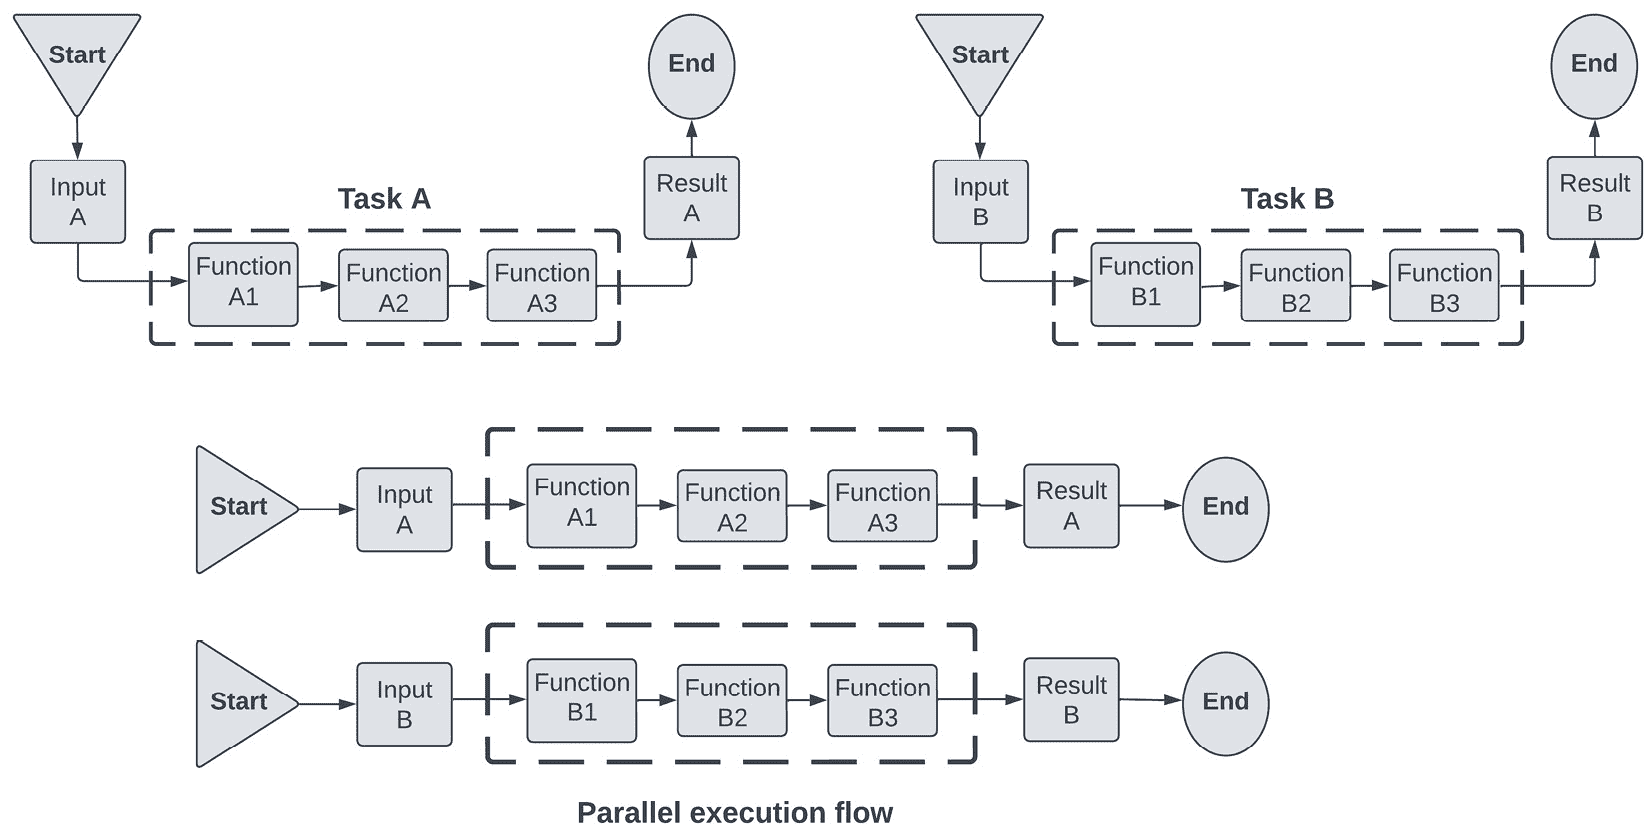 Start
End
Input
A
Task A
Result
A
Function
A1
Function
A2
Function
A3
Start
End
Input
B
Task B
Result
B
Function
B1
Function
B2
Function
B3
Start
Input
A
Function
A1
Function
A2
Function
A3
Result
A
End
Start
Input
B
Function
B1
Function
B2
Function
B3
Result
B
End
Parallel execution flow